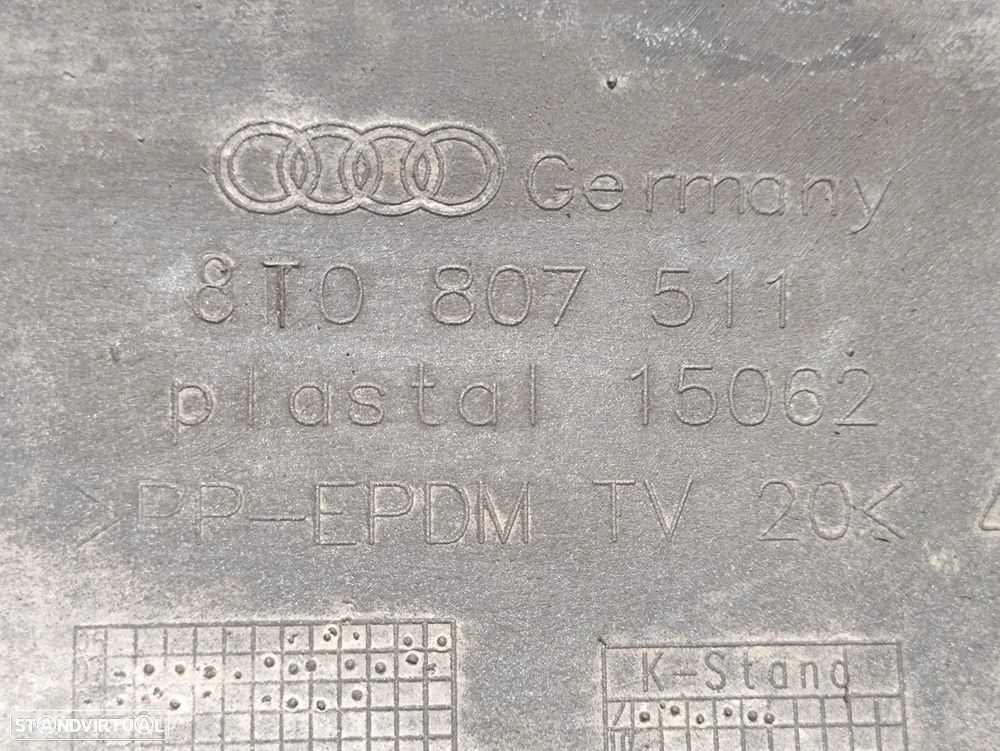 Germany
8T0 807 511
plastal 15062
>PP-EPDM TV 20<
K-Stand
STANDVIRTUAL